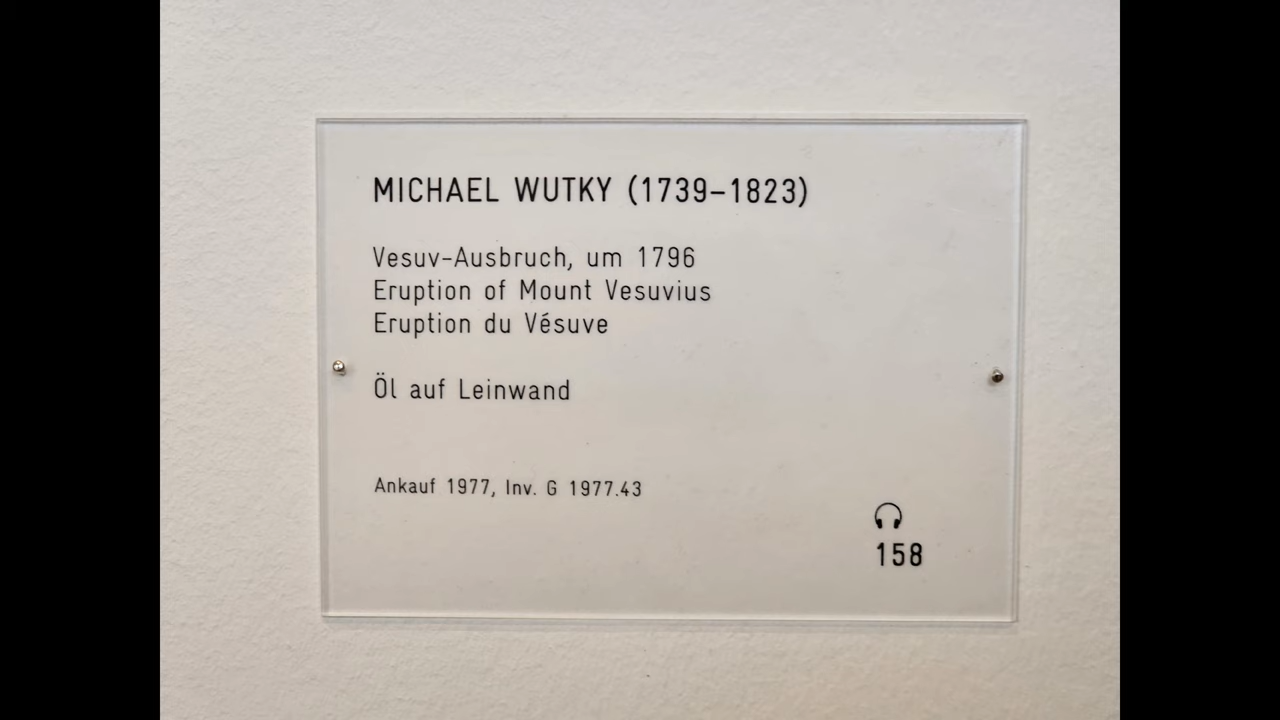 MICHAEL WUTKY (1739–1823)
Vesuv-Ausbruch, um 1796
Eruption of Mount Vesuvius
Eruption du Vésuve
Öl auf Leinwand
Ankauf 1977, Inv. G 1977.43
158